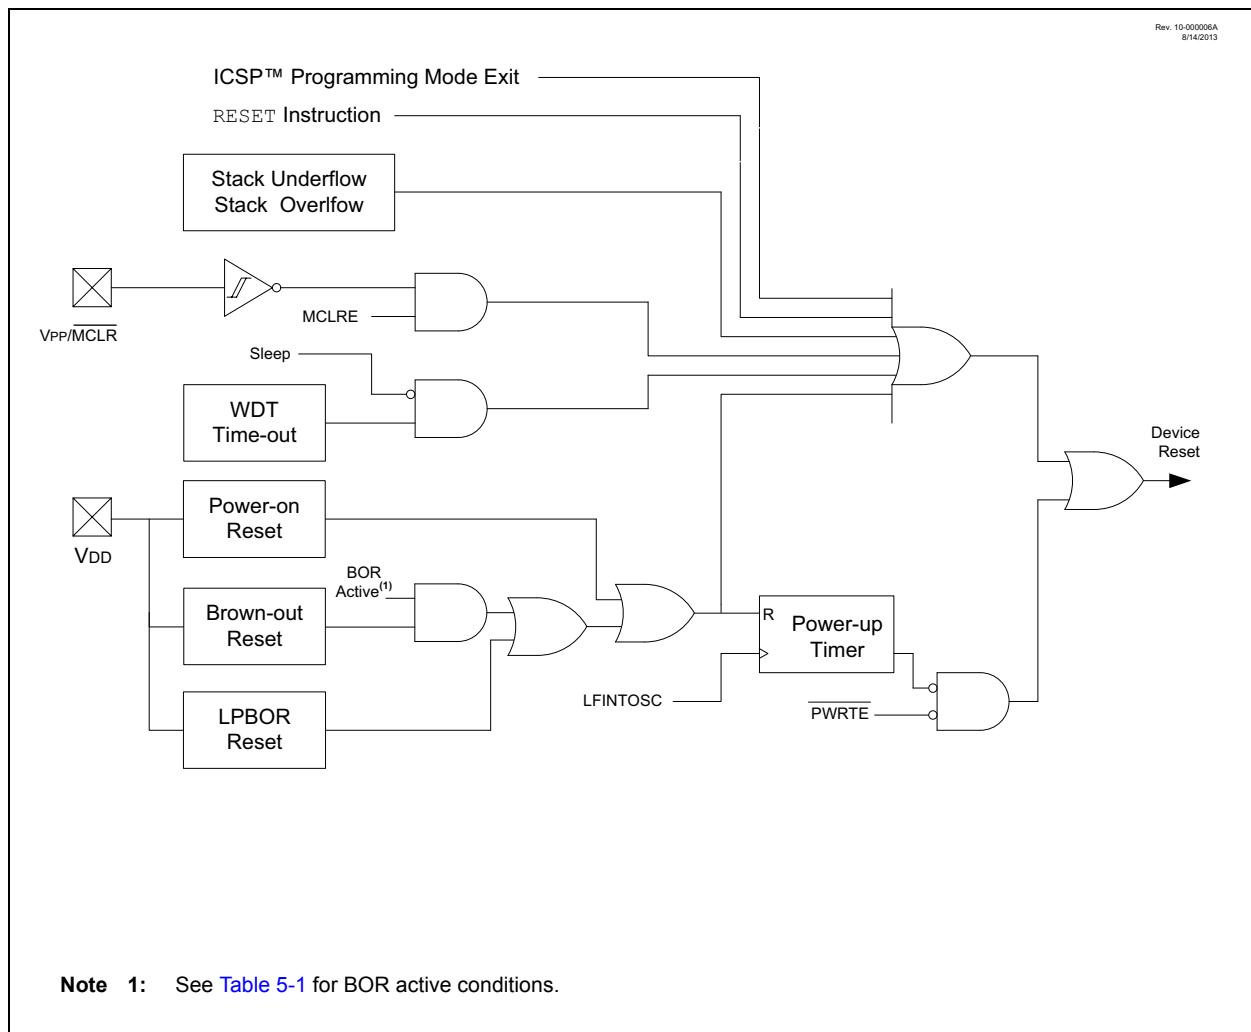 Rev. 10-000006A
8/14/2013
ICSP™ Programming Mode Exit
RESET Instruction
Stack Underflow
Stack Overlfow
VPP/MCLR
MCLRE
Sleep
WDT
Time-out
Device
Reset
VDD
Power-on
Reset
BOR
Active(1)
Brown-out
Reset
R
Power-up
Timer
LFINTOSC
LPBOR
Reset
PWRTE
Note 1: See Table 5-1 for BOR active conditions.